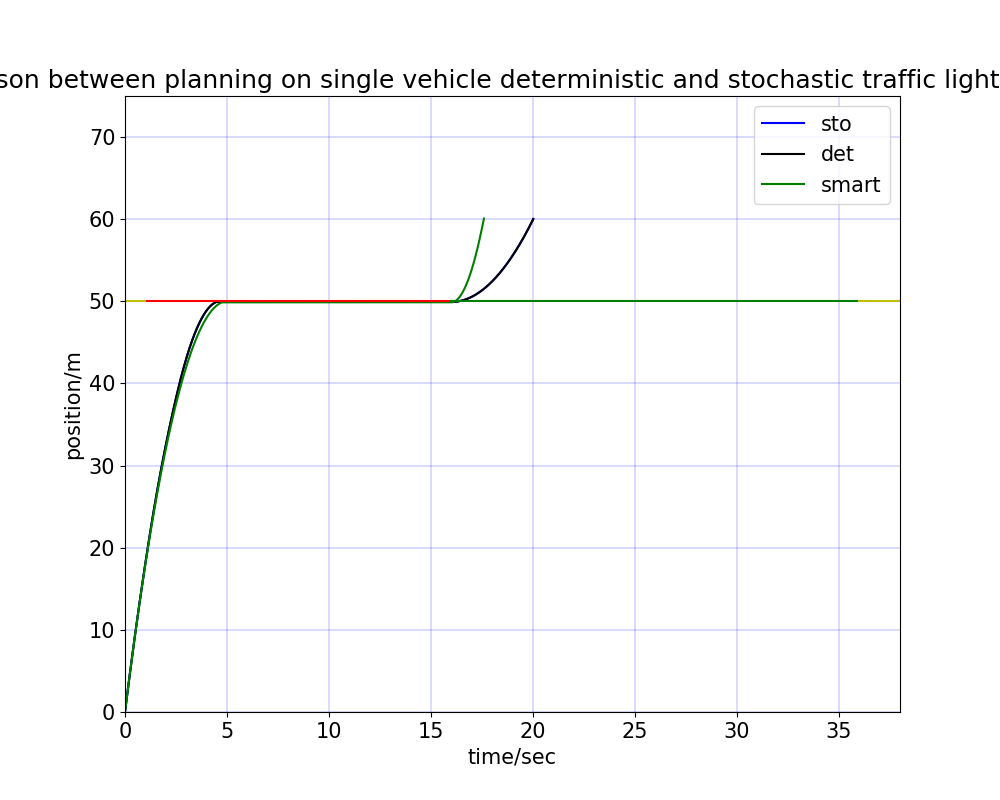 son between planning on single vehicle deterministic and stochastic traffic light
sto
det
smart
70
60
50
40
30
20
10
0
position/m
0 5 10 15 20 25 30 35
time/sec